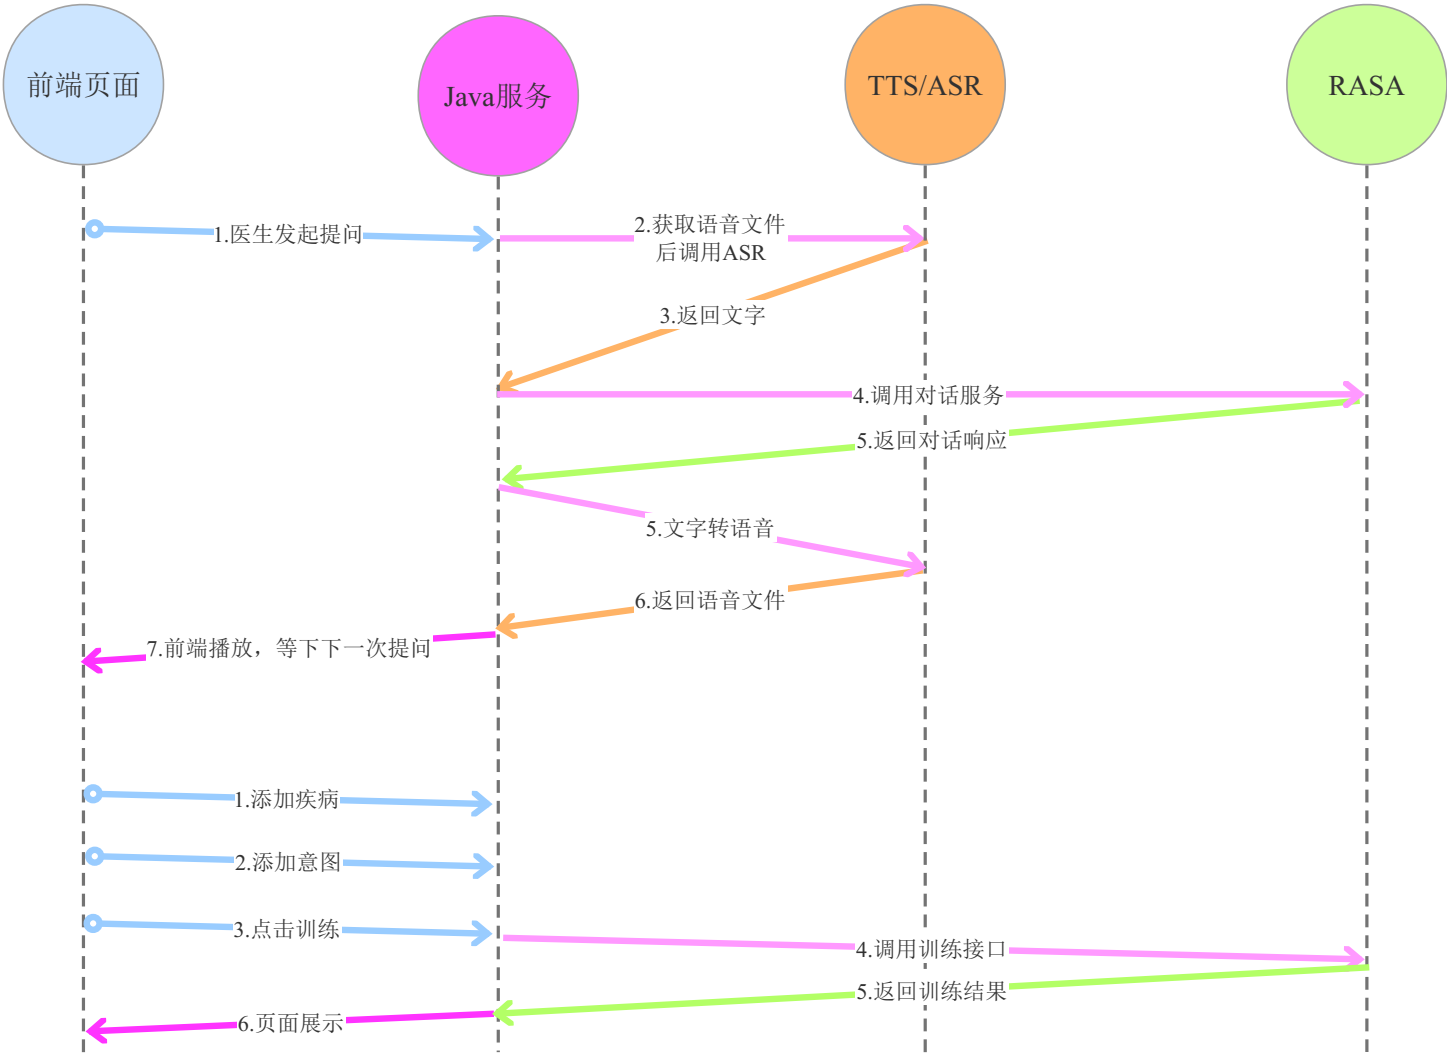 前端页面
Java服务
TTS/ASR
RASA
1.医生发起提问
2.获取语音文件
后调用ASR
3.返回文字
4.调用对话服务
5.返回对话响应
5.文字转语音
6.返回语音文件
7.前端播放，等下下一次提问
1.添加疾病
2.添加意图
3.点击训练
4.调用训练接口
5.返回训练结果
6.页面展示